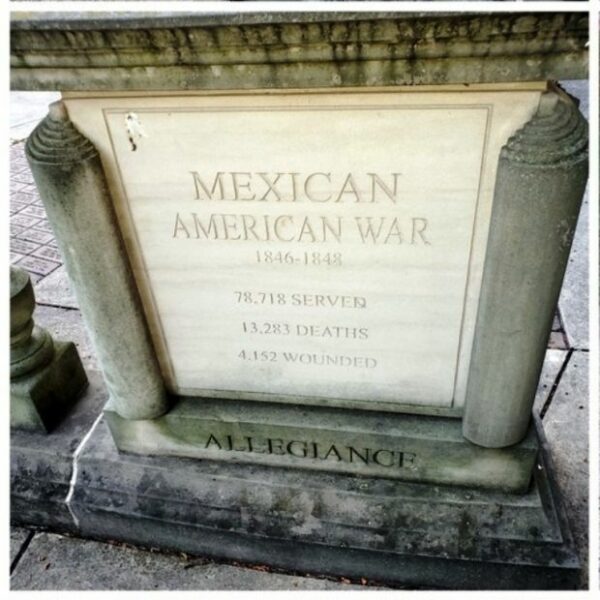 MEXICAN
AMERICAN WAR
1846-1848
78,718 SERVED
13,283 DEATHS
4,152 WOUNDED
ALLEGIANCE